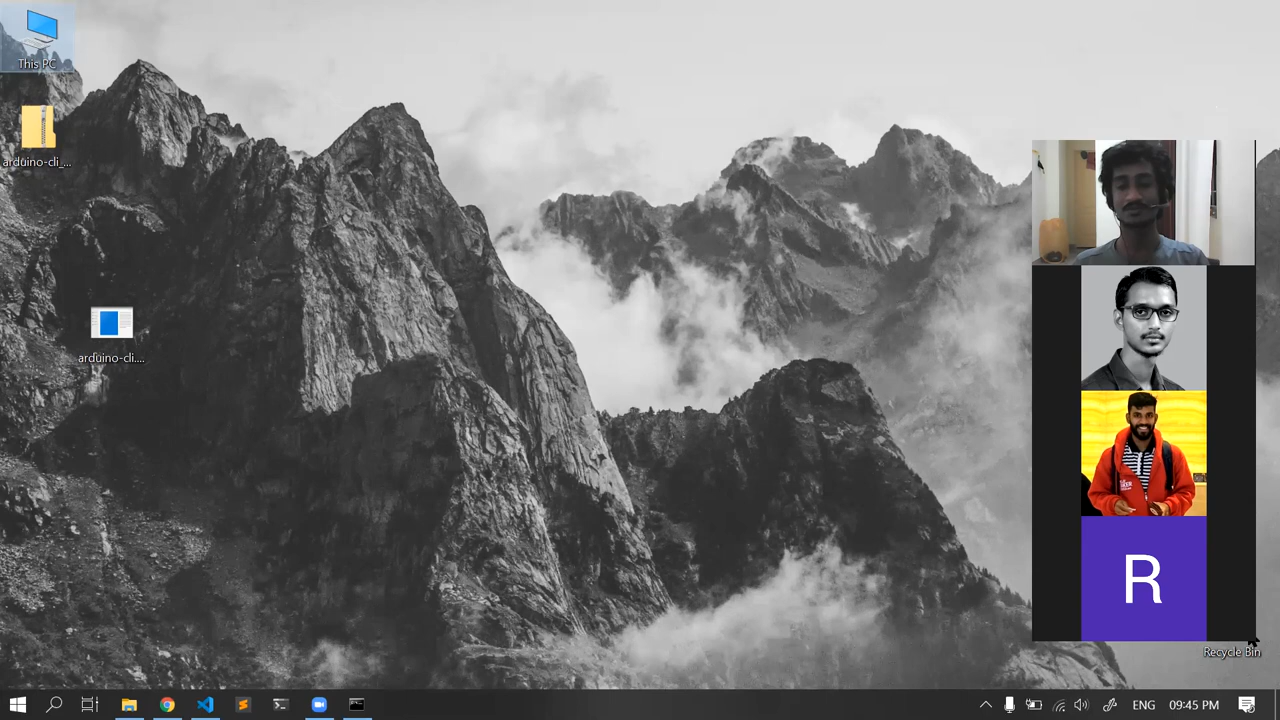 This PC
arduino-cli_...
arduino-cli....
R
Recycle Bin
ENG
09:45 PM